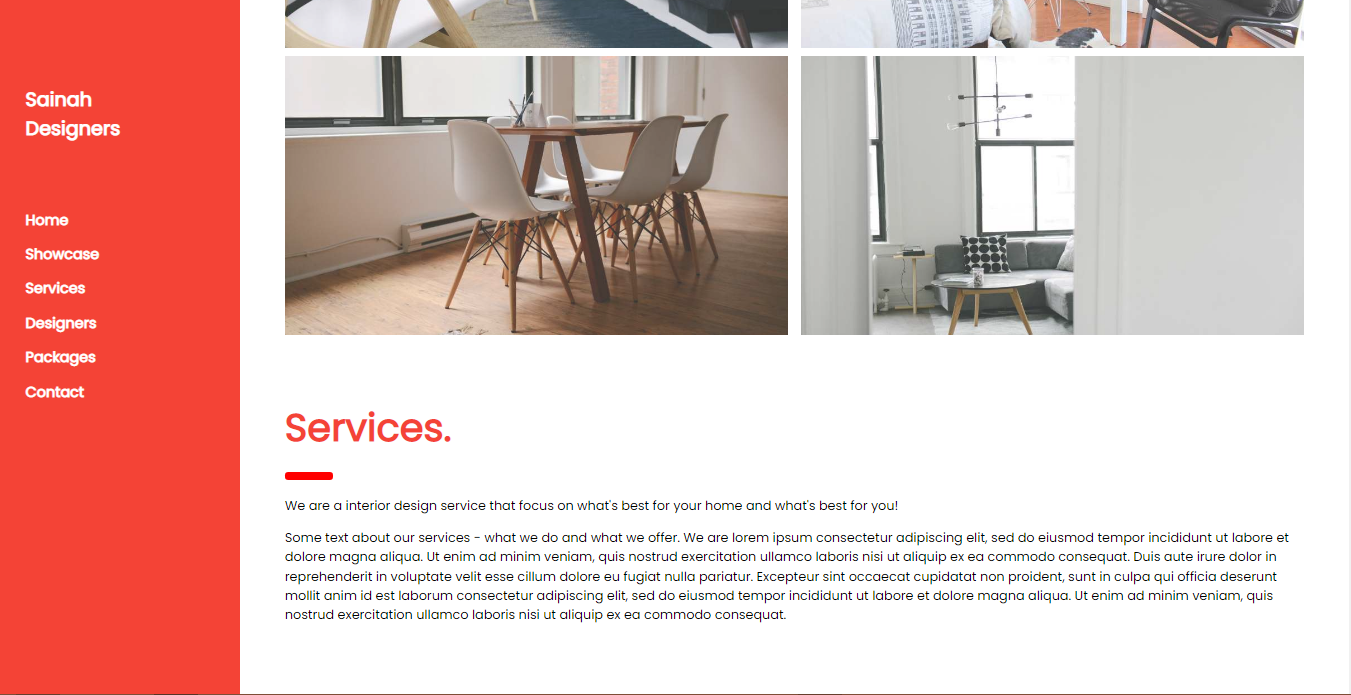 Sainah
Designers
Home
Showcase
Services
Designers
Packages
Contact
Services.
We are a interior design service that focus on what's best for your home and what's best for you!
Some text about our services - what we do and what we offer. We are lorem ipsum consectetur adipiscing elit, sed do eiusmod tempor incididunt ut labore et
dolore magna aliqua. Ut enim ad minim veniam, quis nostrud exercitation ullamco laboris nisi ut aliquip ex ea commodo consequat. Duis aute irure dolor in
reprehenderit in voluptate velit esse cillum dolore eu fugiat nulla pariatur. Excepteur sint occaecat cupidatat non proident, sunt in culpa qui officia deserunt
mollit anim id est laborum consectetur adipiscing elit, sed do eiusmod tempor incididunt ut labore et dolore magna aliqua. Ut enim ad minim veniam, quis
nostrud exercitation ullamco laboris nisi ut aliquip ex ea commodo consequat.